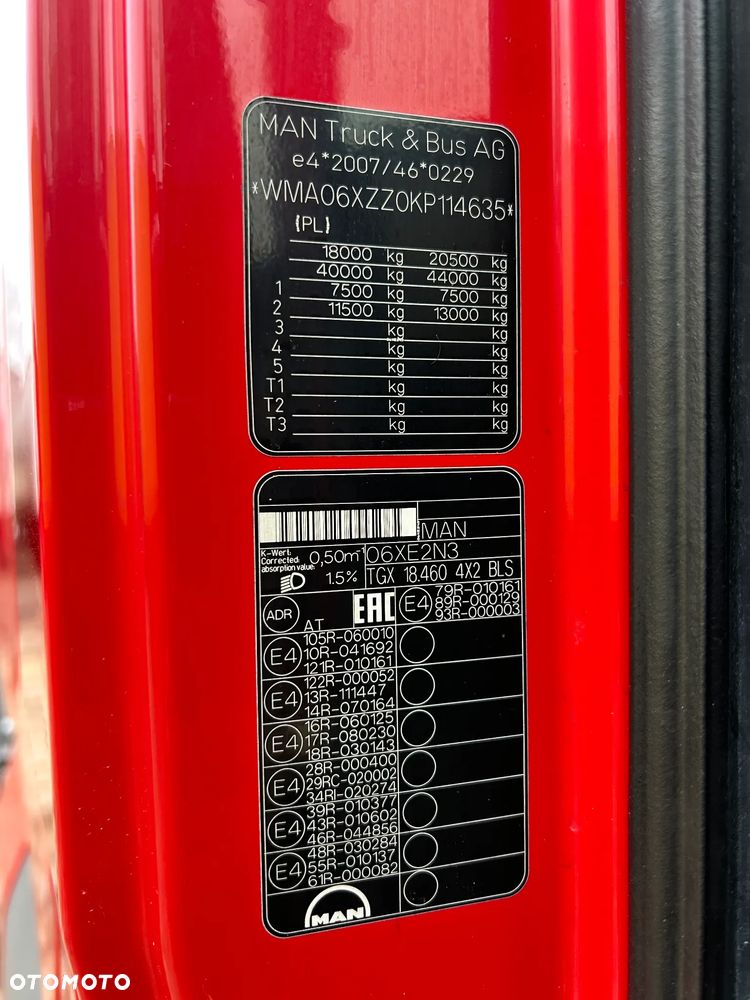 MAN Truck & Bus AG
e4*2007/46*0229
*WMA06XZZ0KP114635*
(PL)
18000 kg 20500 kg
40000 kg 44000 kg
1 7500 kg 7500 kg
2 11500 kg 13000 kg
3 kg kg
4 kg kg
5 kg kg
T1 kg kg
T2 kg kg
T3 kg kg
MAN
K-Wert:
Corrected
absorption value:
0,50m⁻¹
06XE2N3
1.5%
TGX 18.460 4X2 BLS
ADR
AT
EAC
E4
79R-010161
89R-000129
93R-000003
E4
105R-060010
10R-041692
121R-010161
E4
122R-000052
13R-111447
14R-070164
E4
16R-060125
17R-080230
18R-030143
E4
28R-000400
29RC-020002
34RI-020274
E4
39R-010377
43R-010602
46R-044856
E4
48R-030284
55R-010137
61R-000082
MAN
OTOMOTO